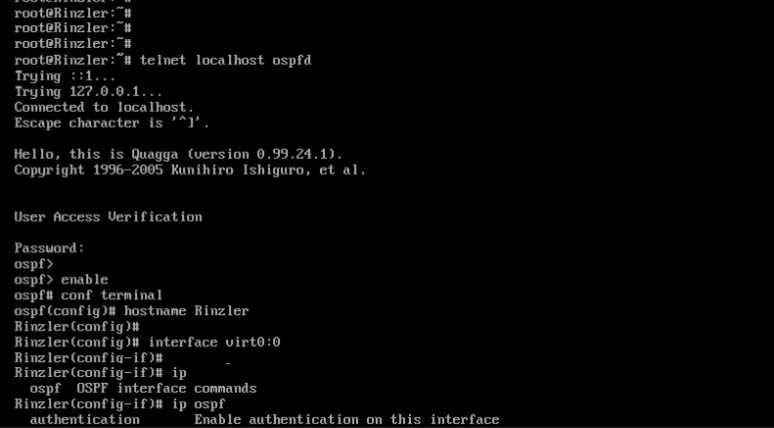 root@Rinzler:~#
root@Rinzler:~#
root@Rinzler:~#
root@Rinzler:~# telnet localhost ospfd
Trying ::1...
Trying 127.0.0.1...
Connected to localhost.
Escape character is '^]'.
Hello, this is Quagga (version 0.99.24.1).
Copyright 1996-2005 Kunihiro Ishiguro, et al.
User Access Verification
Password:
ospf>
ospf> enable
ospf# conf terminal
ospf(config)# hostname Rinzler
Rinzler(config)#
Rinzler(config)# interface virt0:0
Rinzler(config-if)# _
Rinzler(config-if)# ip
ospf OSPF interface commands
Rinzler(config-if)# ip ospf
authentication Enable authentication on this interface